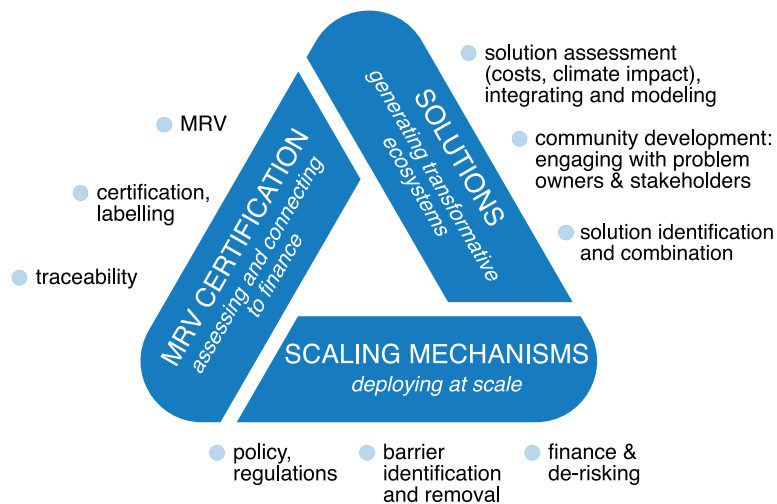 solution assessment
(costs, climate impact),
integrating and modeling
community development:
engaging with problem
owners & stakeholders
solution identification
and combination
SOLUTIONS
generating transformative
ecosystems
MRV
certification,
labelling
traceability
MRV CERTIFICATION
assessing and connecting
to finance
SCALING MECHANISMS
deploying at scale
policy,
regulations
barrier
identification
and removal
finance &
de-risking